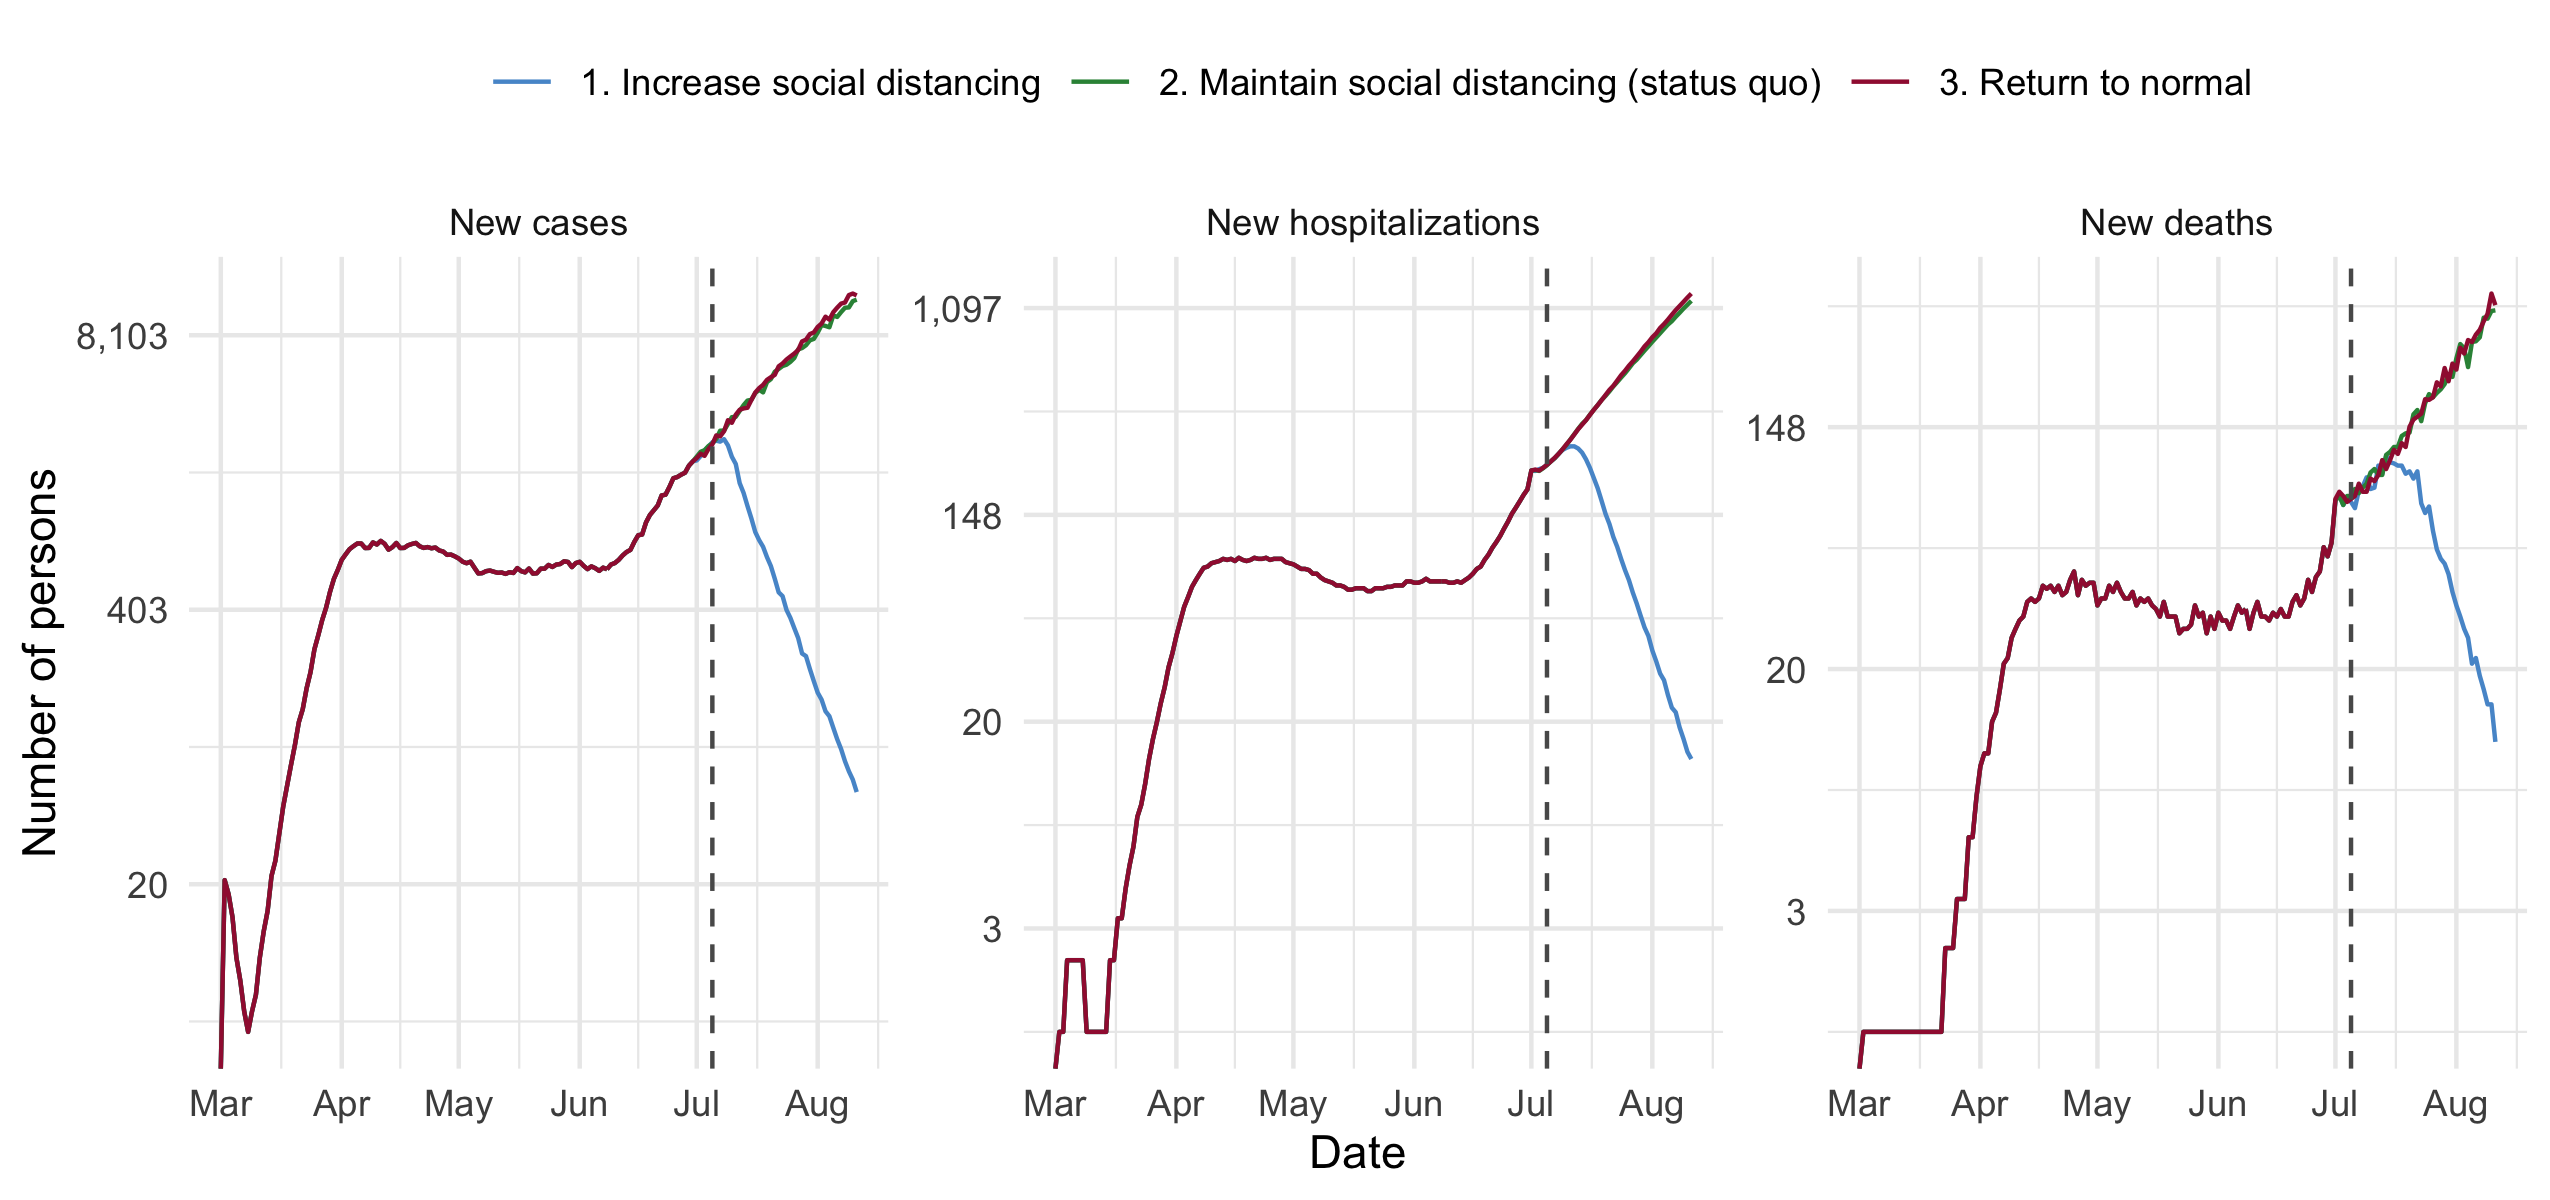 1. Increase social distancing 2. Maintain social distancing (status quo) 3. Return to normal
New cases New hospitalizations New deaths
Number of persons
8,103
403
20
1,097
148
20
3
148
20
3
Mar Apr May Jun Jul Aug Mar Apr May Jun Jul Aug Mar Apr May Jun Jul Aug
Date